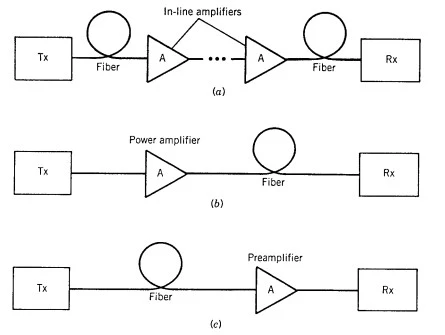 In-line amplifiers
Tx
Fiber
A
A
Fiber
Rx
(a)
Power amplifier
Tx
A
Fiber
Rx
(b)
Preamplifier
Tx
Fiber
A
Rx
(c)